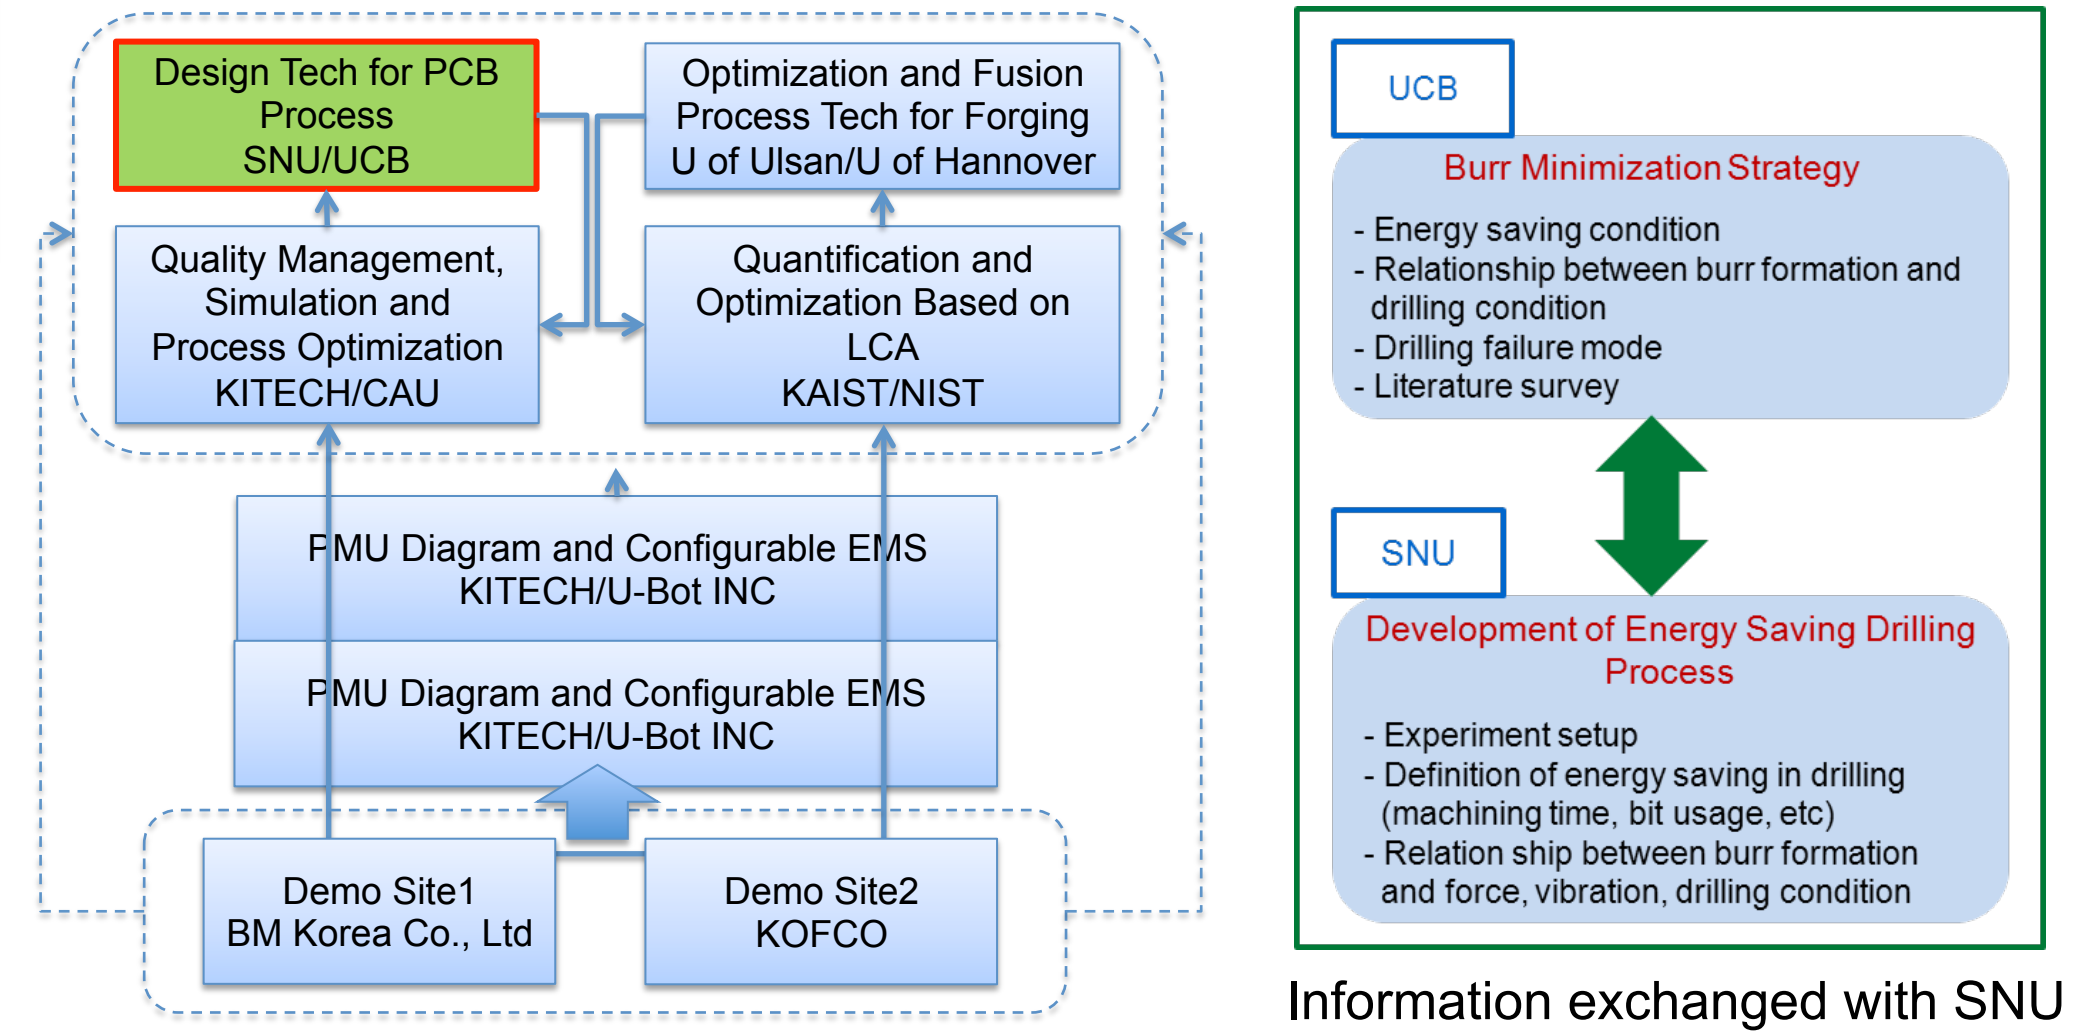 Design Tech for PCB
Process
SNU/UCB
Optimization and Fusion
Process Tech for Forging
U of Ulsan/U of Hannover
Quality Management,
Simulation and
Process Optimization
KITECH/CAU
Quantification and
Optimization Based on
LCA
KAIST/NIST
PMU Diagram and Configurable EMS
KITECH/U-Bot INC
PMU Diagram and Configurable EMS
KITECH/U-Bot INC
Demo Site1
BM Korea Co., Ltd
Demo Site2
KOFCO
UCB
Burr Minimization Strategy
- Energy saving condition
- Relationship between burr formation and
drilling condition
- Drilling failure mode
- Literature survey
SNU
Development of Energy Saving Drilling
Process
- Experiment setup
- Definition of energy saving in drilling
(machining time, bit usage, etc)
- Relation ship between burr formation
and force, vibration, drilling condition
Information exchanged with SNU